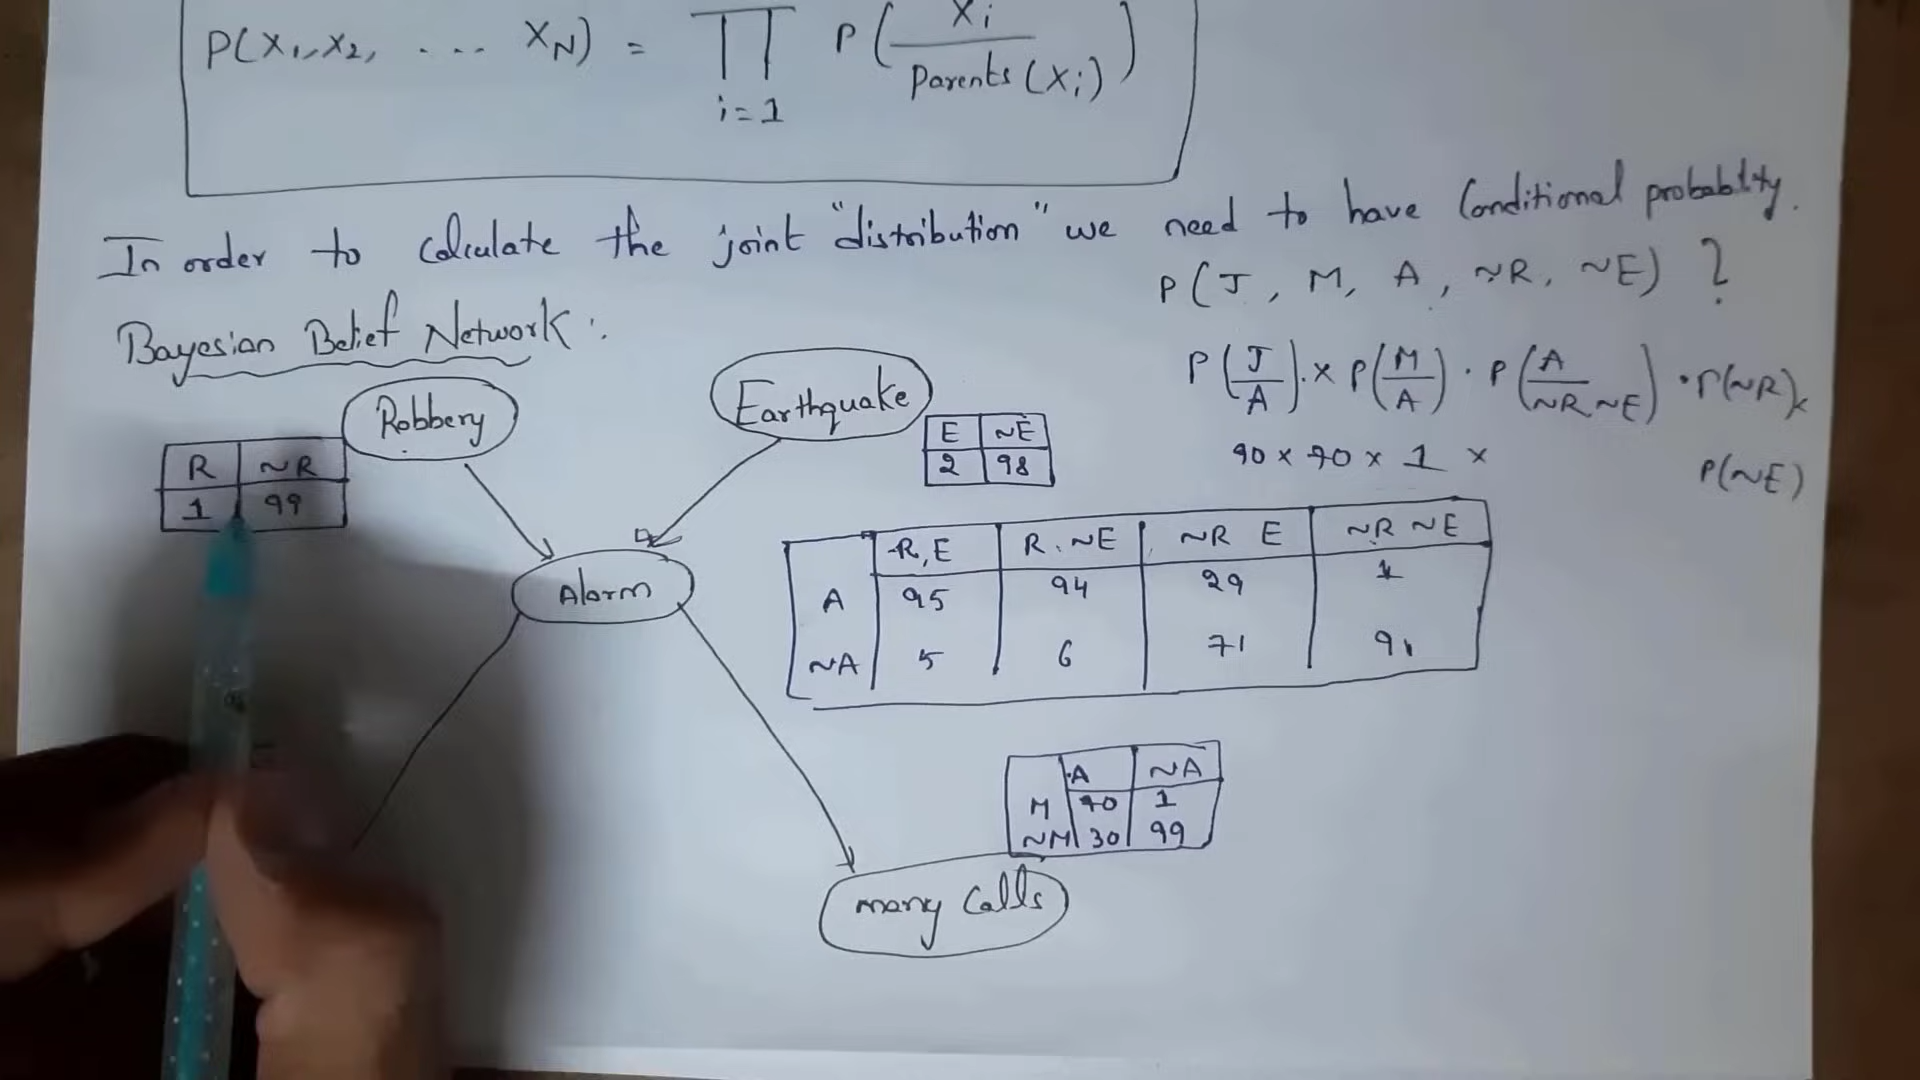 P(X1, X2, ... XN) = ∏ i=1 P(Xi / Parents(Xi))
In order to calculate the joint "distribution" we need to have Conditional probability.
P(J, M, A, ~R, ~E) ?
Bayesian Belief Network:
P(J/A) . x P(M/A) . P(A / ~R ~E) . P(~R) x
P(~E)
90 x 70 x 1 x
Robbery
Earthquake
R ~R
1 99
E ~E
2 98
Alarm
R, E R. ~E ~R E ~R ~E
A 95 94 29 1
~A 5 6 71
A ~A
M 70 1
~M 30 99
many Calls